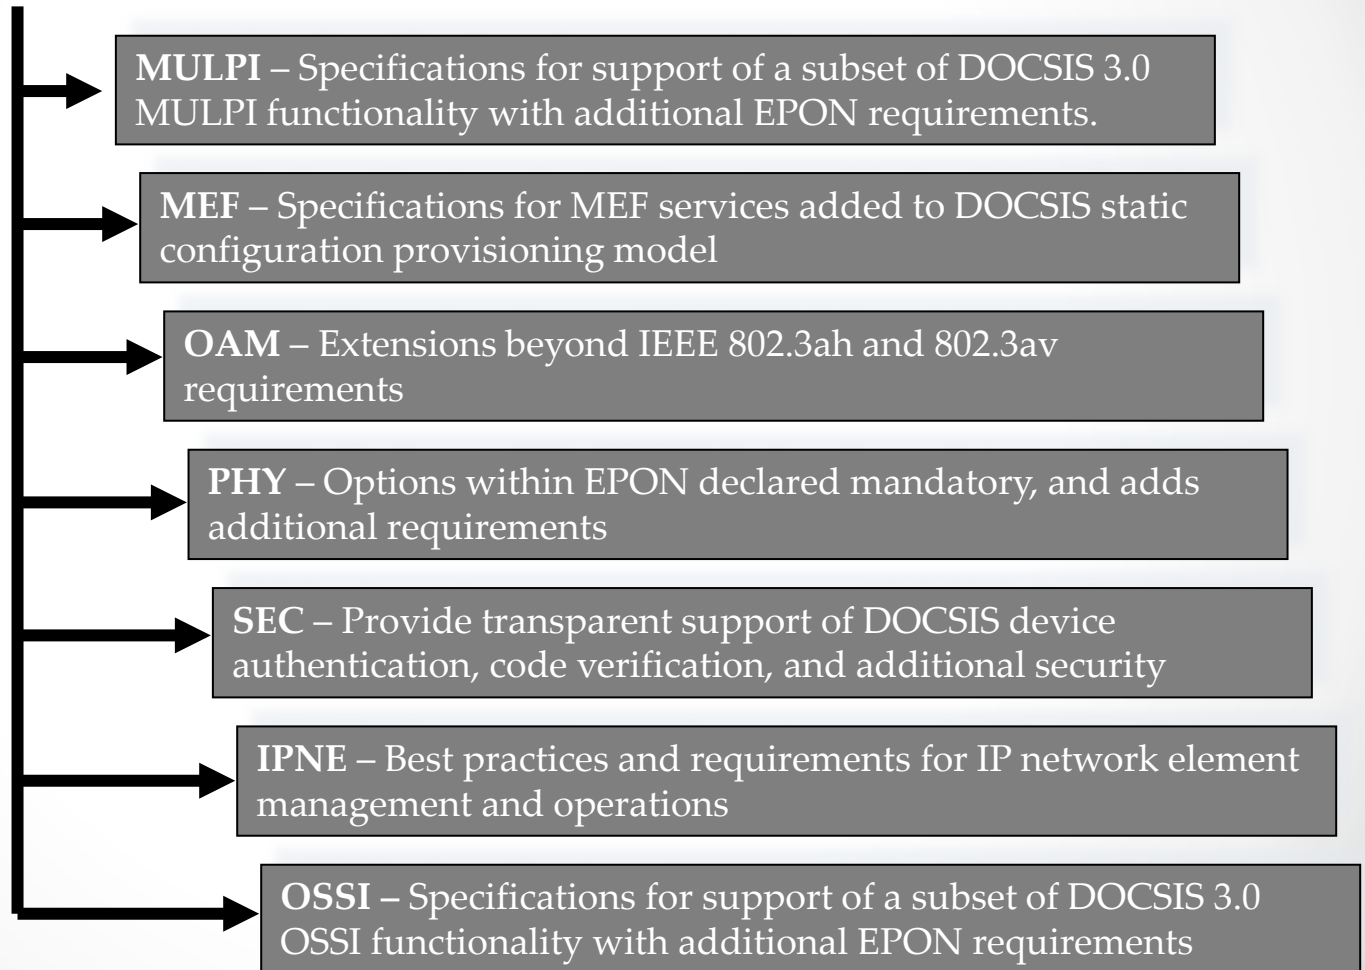 MULPI – Specifications for support of a subset of DOCSIS 3.0
MULPI functionality with additional EPON requirements.
MEF – Specifications for MEF services added to DOCSIS static
configuration provisioning model
OAM – Extensions beyond IEEE 802.3ah and 802.3av
requirements
PHY – Options within EPON declared mandatory, and adds
additional requirements
SEC – Provide transparent support of DOCSIS device
authentication, code verification, and additional security
IPNE – Best practices and requirements for IP network element
management and operations
OSSI – Specifications for support of a subset of DOCSIS 3.0
OSSI functionality with additional EPON requirements